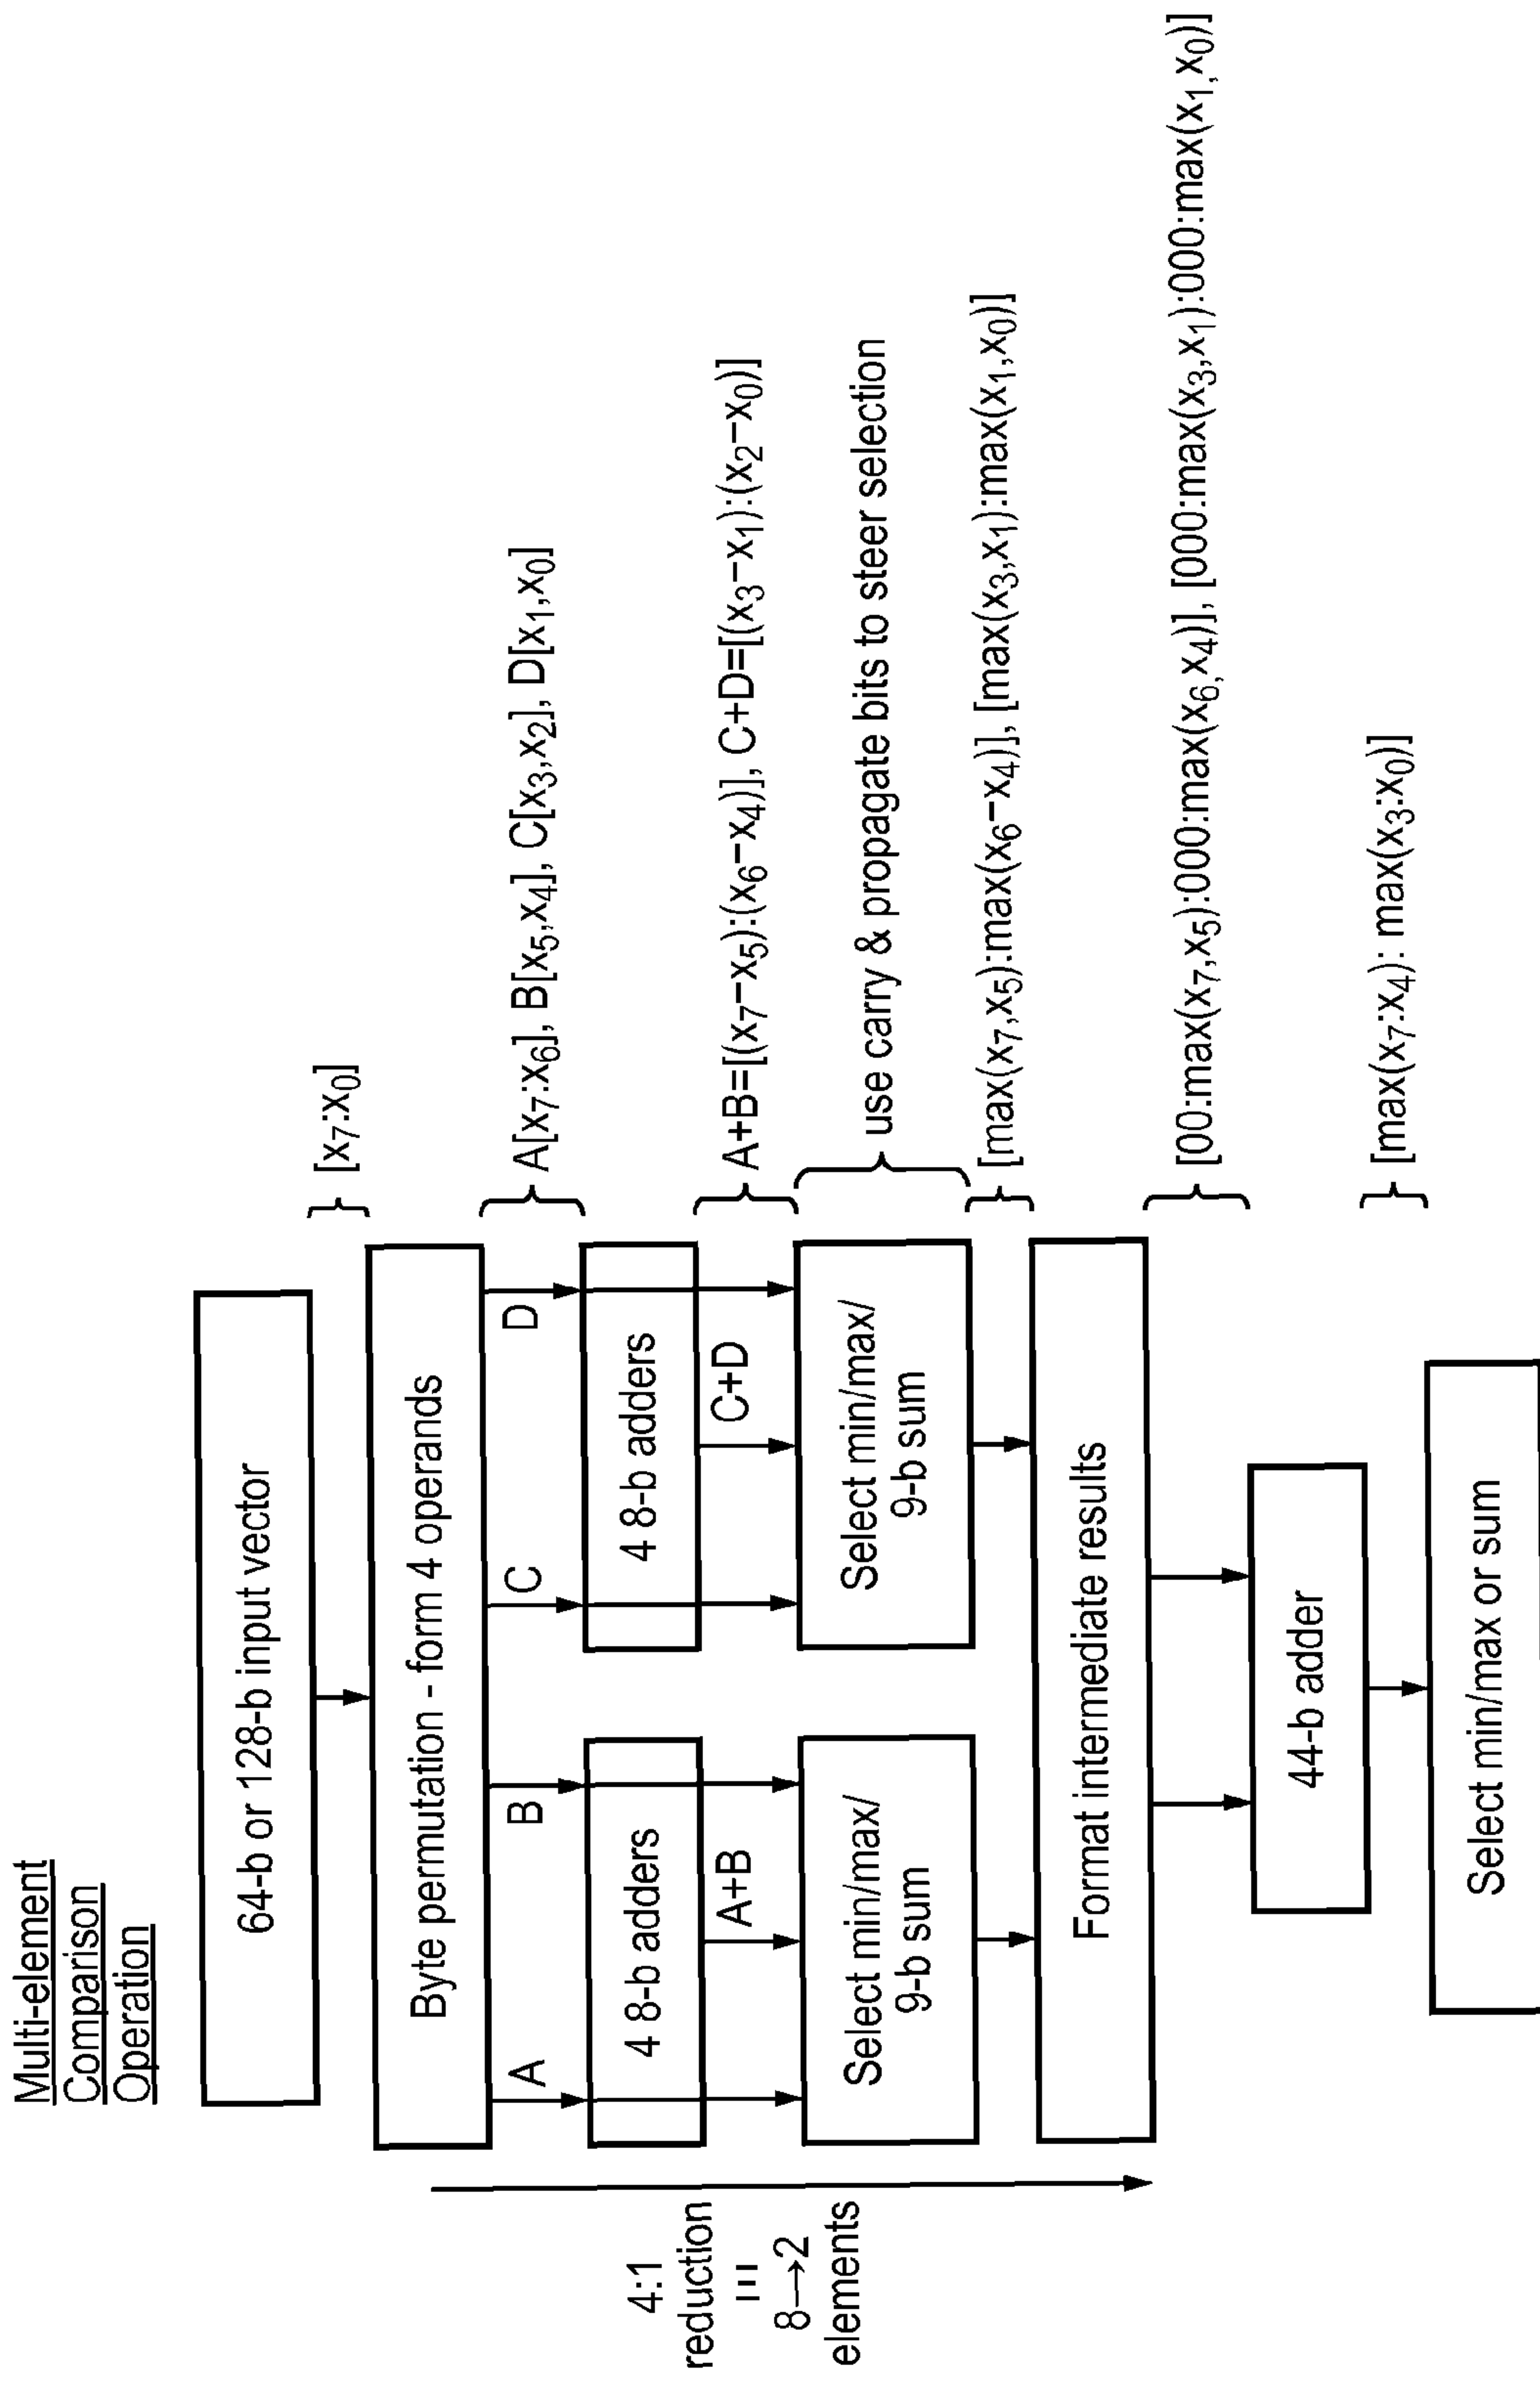 Multi-element
Comparison
Operation
64-b or 128-b input vector
[x₇:x₀]
Byte permutation - form 4 operands
A
B
C
D
A[x₇:x₆], B[x₅,x₄], C[x₃,x₂], D[x₁,x₀]
4 8-b adders
4 8-b adders
A+B
C+D
A+B=[(x₇–x₅):(x₆–x₄)], C+D=[(x₃–x₁):(x₂–x₀)]
Select min/max/
9-b sum
Select min/max/
9-b sum
use carry & propagate bits to steer selection
[max(x₇,x₅):max(x₆–x₄)], [max(x₃,x₁):max(x₁,x₀)]
4:1
reduction
III
8→2
elements
Format intermediate results
[00:max(x₇,x₅):000:max(x₆,x₄)], [000:max(x₃,x₁):000:max(x₁,x₀)]
44-b adder
[max(x₇:x₄): max(x₃:x₀)]
Select min/max or sum